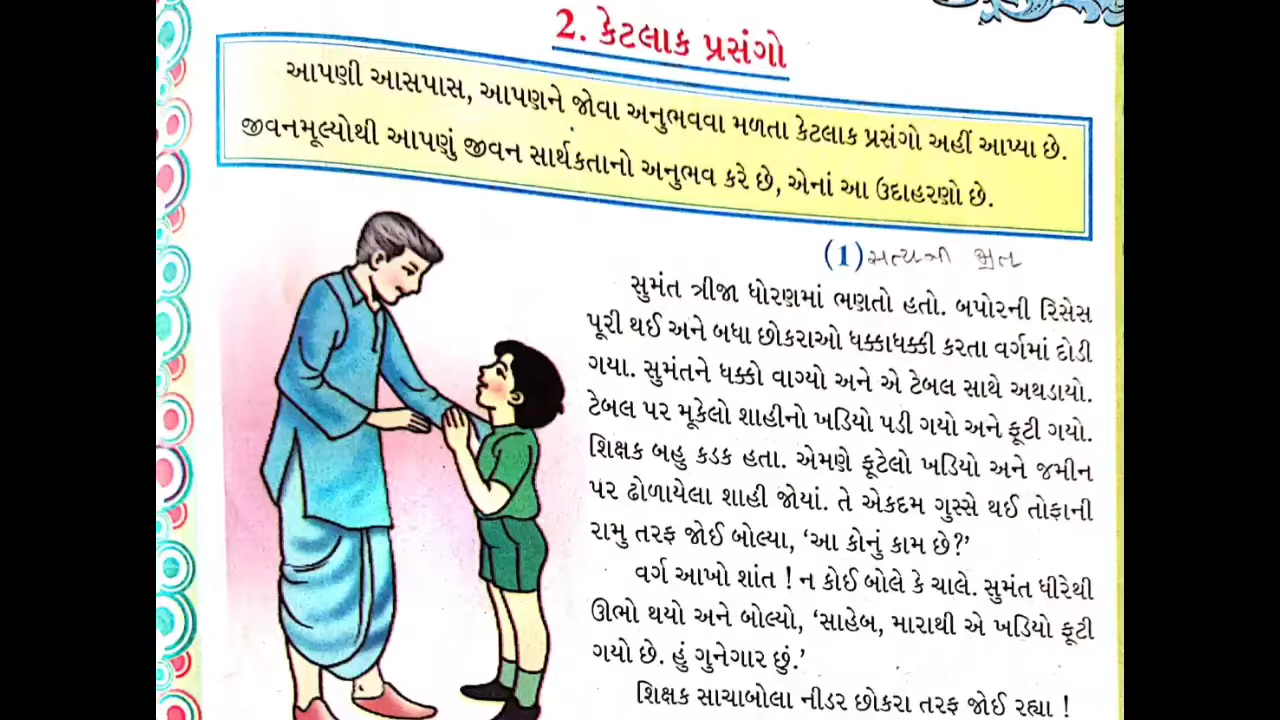 2. કેટલાક પ્રસંગો
આપણી આસપાસ, આપણને જોવા અનુભવવા મળતા કેટલાક પ્રસંગો અહીં આપ્યા છે.
જીવનમૂલ્યોથી આપણું જીવન સાર્થકતાનો અનુભવ કરે છે, એનાં આ ઉદાહરણો છે.
(1) સત્યની
સુમંત ત્રીજા ધોરણમાં ભણતો હતો. બપોરની રિસેસ
પૂરી થઈ અને બધા છોકરાઓ ધક્કાધક્કી કરતા વર્ગમાં દોડી
ગયા. સુમંતને ધક્કો વાગ્યો અને એ ટેબલ સાથે અથડાયો.
ટેબલ પર મૂકેલો શાહીનો ખડિયો પડી ગયો અને ફૂટી ગયો.
શિક્ષક બહુ કડક હતા. એમણે ફૂટેલો ખડિયો અને જમીન
પર ઢોળાયેલા શાહી જોયાં. તે એકદમ ગુસ્સે થઈ તોફાની
રામુ તરફ જોઈ બોલ્યા, ‘આ કોનું કામ છે?’
વર્ગ આખો શાંત ! ન કોઈ બોલે કે ચાલે. સુમંત ધીરેથી
ઊભો થયો અને બોલ્યો, ‘સાહેબ, મારાથી એ ખડિયો ફૂટી
ગયો છે. હું ગુનેગાર છું.’
શિક્ષક સાચાબોલા નીડર છોકરા તરફ જોઈ રહ્યા !